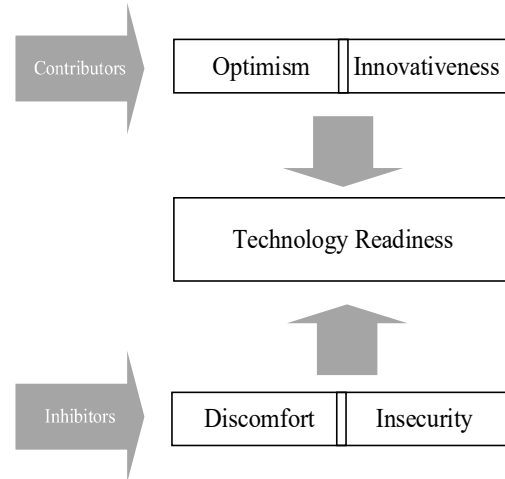 Contributors
Optimism
Innovativeness
Technology Readiness
Inhibitors
Discomfort
Insecurity